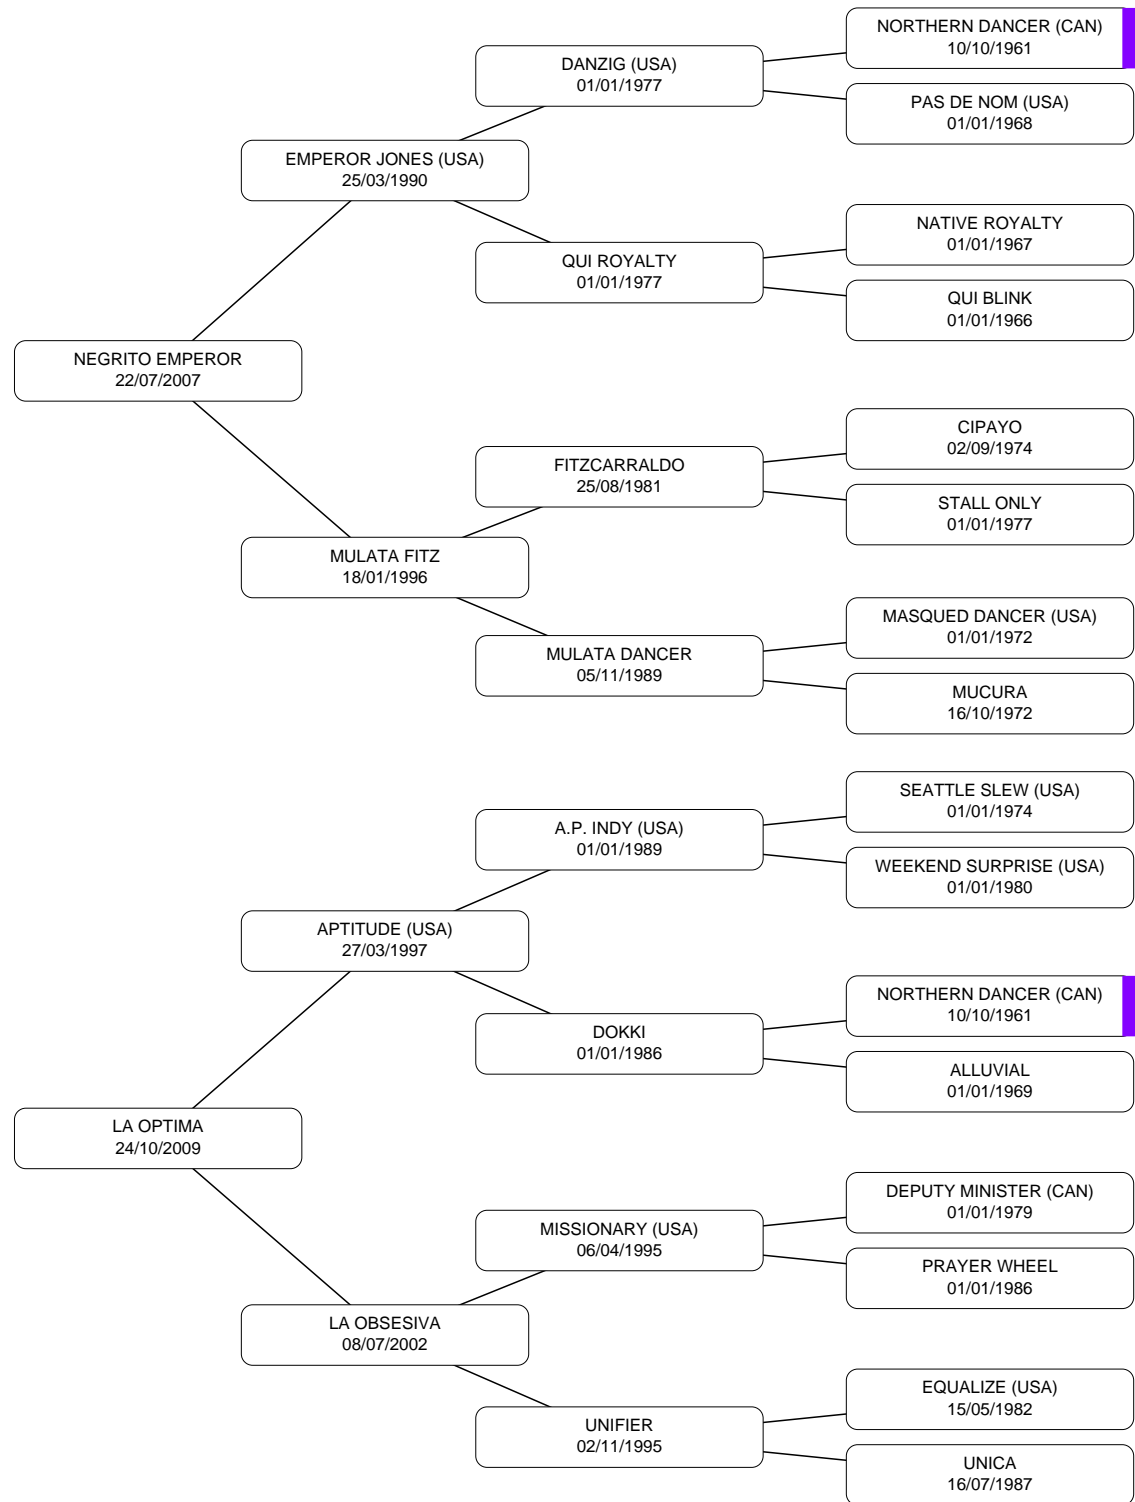 NORTHERN DANCER (CAN)
10/10/1961
DANZIG (USA)
01/01/1977
PAS DE NOM (USA)
01/01/1968
EMPEROR JONES (USA)
25/03/1990
NATIVE ROYALTY
01/01/1967
QUI ROYALTY
01/01/1977
QUI BLINK
01/01/1966
NEGRITO EMPEROR
22/07/2007
CIPAYO
02/09/1974
FITZCARRALDO
25/08/1981
STALL ONLY
01/01/1977
MULATA FITZ
18/01/1996
MASQUED DANCER (USA)
01/01/1972
MULATA DANCER
05/11/1989
MUCURA
16/10/1972
SEATTLE SLEW (USA)
01/01/1974
A.P. INDY (USA)
01/01/1989
WEEKEND SURPRISE (USA)
01/01/1980
APTITUDE (USA)
27/03/1997
NORTHERN DANCER (CAN)
10/10/1961
DOKKI
01/01/1986
ALLUVIAL
01/01/1969
LA OPTIMA
24/10/2009
DEPUTY MINISTER (CAN)
01/01/1979
MISSIONARY (USA)
06/04/1995
PRAYER WHEEL
01/01/1986
LA OBSESIVA
08/07/2002
EQUALIZE (USA)
15/05/1982
UNIFIER
02/11/1995
UNICA
16/07/1987